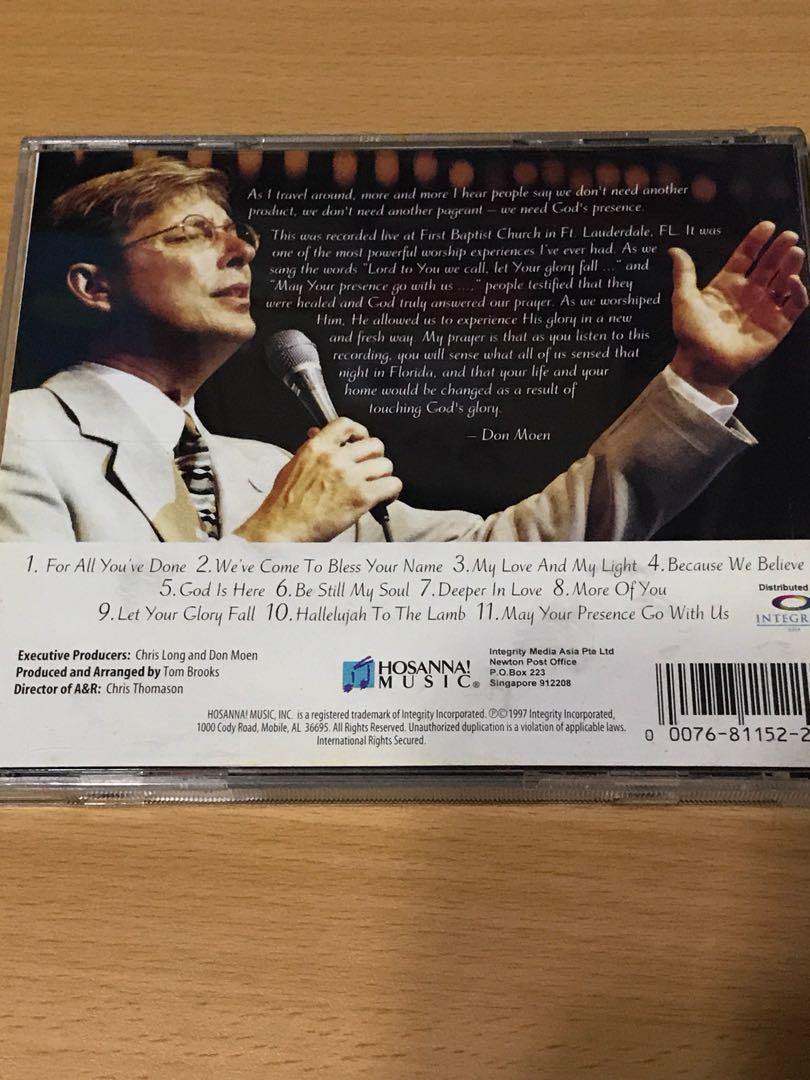 As I travel around, more and more I hear people say we don't need another
product, we don't need another pageant – we need God's presence.
This was recorded live at First Baptist Church in Ft. Lauderdale, FL. It was
one of the most powerful worship experiences I've ever had. As we
sang the words "Lord to You we call, let Your glory fall ..." and
"May Your presence go with us ....," people testified that they
were healed and God truly answered our prayer. As we worshiped
Him, He allowed us to experience His glory in a new
and fresh way. My prayer is that as you listen to this
recording, you will sense what all of us sensed that
night in Florida, and that your life and your
home would be changed as a result of
touching God's glory.
– Don Moen
1. For All You've Done 2. We've Come To Bless Your Name 3. My Love And My Light 4. Because We Believe
5. God Is Here 6. Be Still My Soul 7. Deeper In Love 8. More Of You
9. Let Your Glory Fall 10. Hallelujah To The Lamb 11. May Your Presence Go With Us
Distributed
INTEGR
Executive Producers: Chris Long and Don Moen
Produced and Arranged by Tom Brooks
Director of A&R: Chris Thomason
HOSANNA!
MUSIC®
Integrity Media Asia Pte Ltd
Newton Post Office
P.O.Box 223
Singapore 912208
HOSANNA! MUSIC, INC. is a registered trademark of Integrity Incorporated. ℗©1997 Integrity Incorporated,
1000 Cody Road, Mobile, AL 36695. All Rights Reserved. Unauthorized duplication is a violation of applicable laws.
International Rights Secured.
0 0076-81152-2